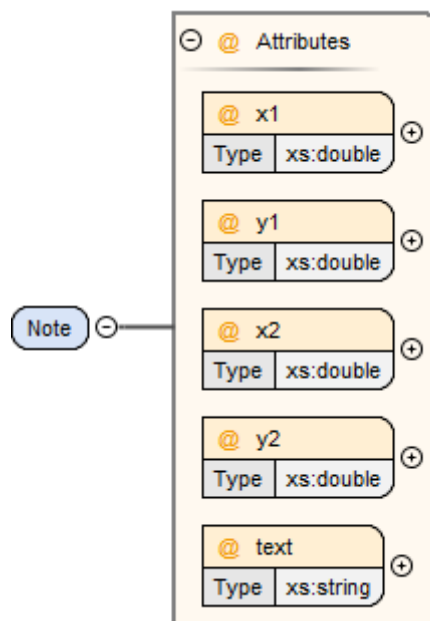 @ Attributes
@ x1
Type xs:double
@ y1
Type xs:double
Note
@ x2
Type xs:double
@ y2
Type xs:double
@ text
Type xs:string